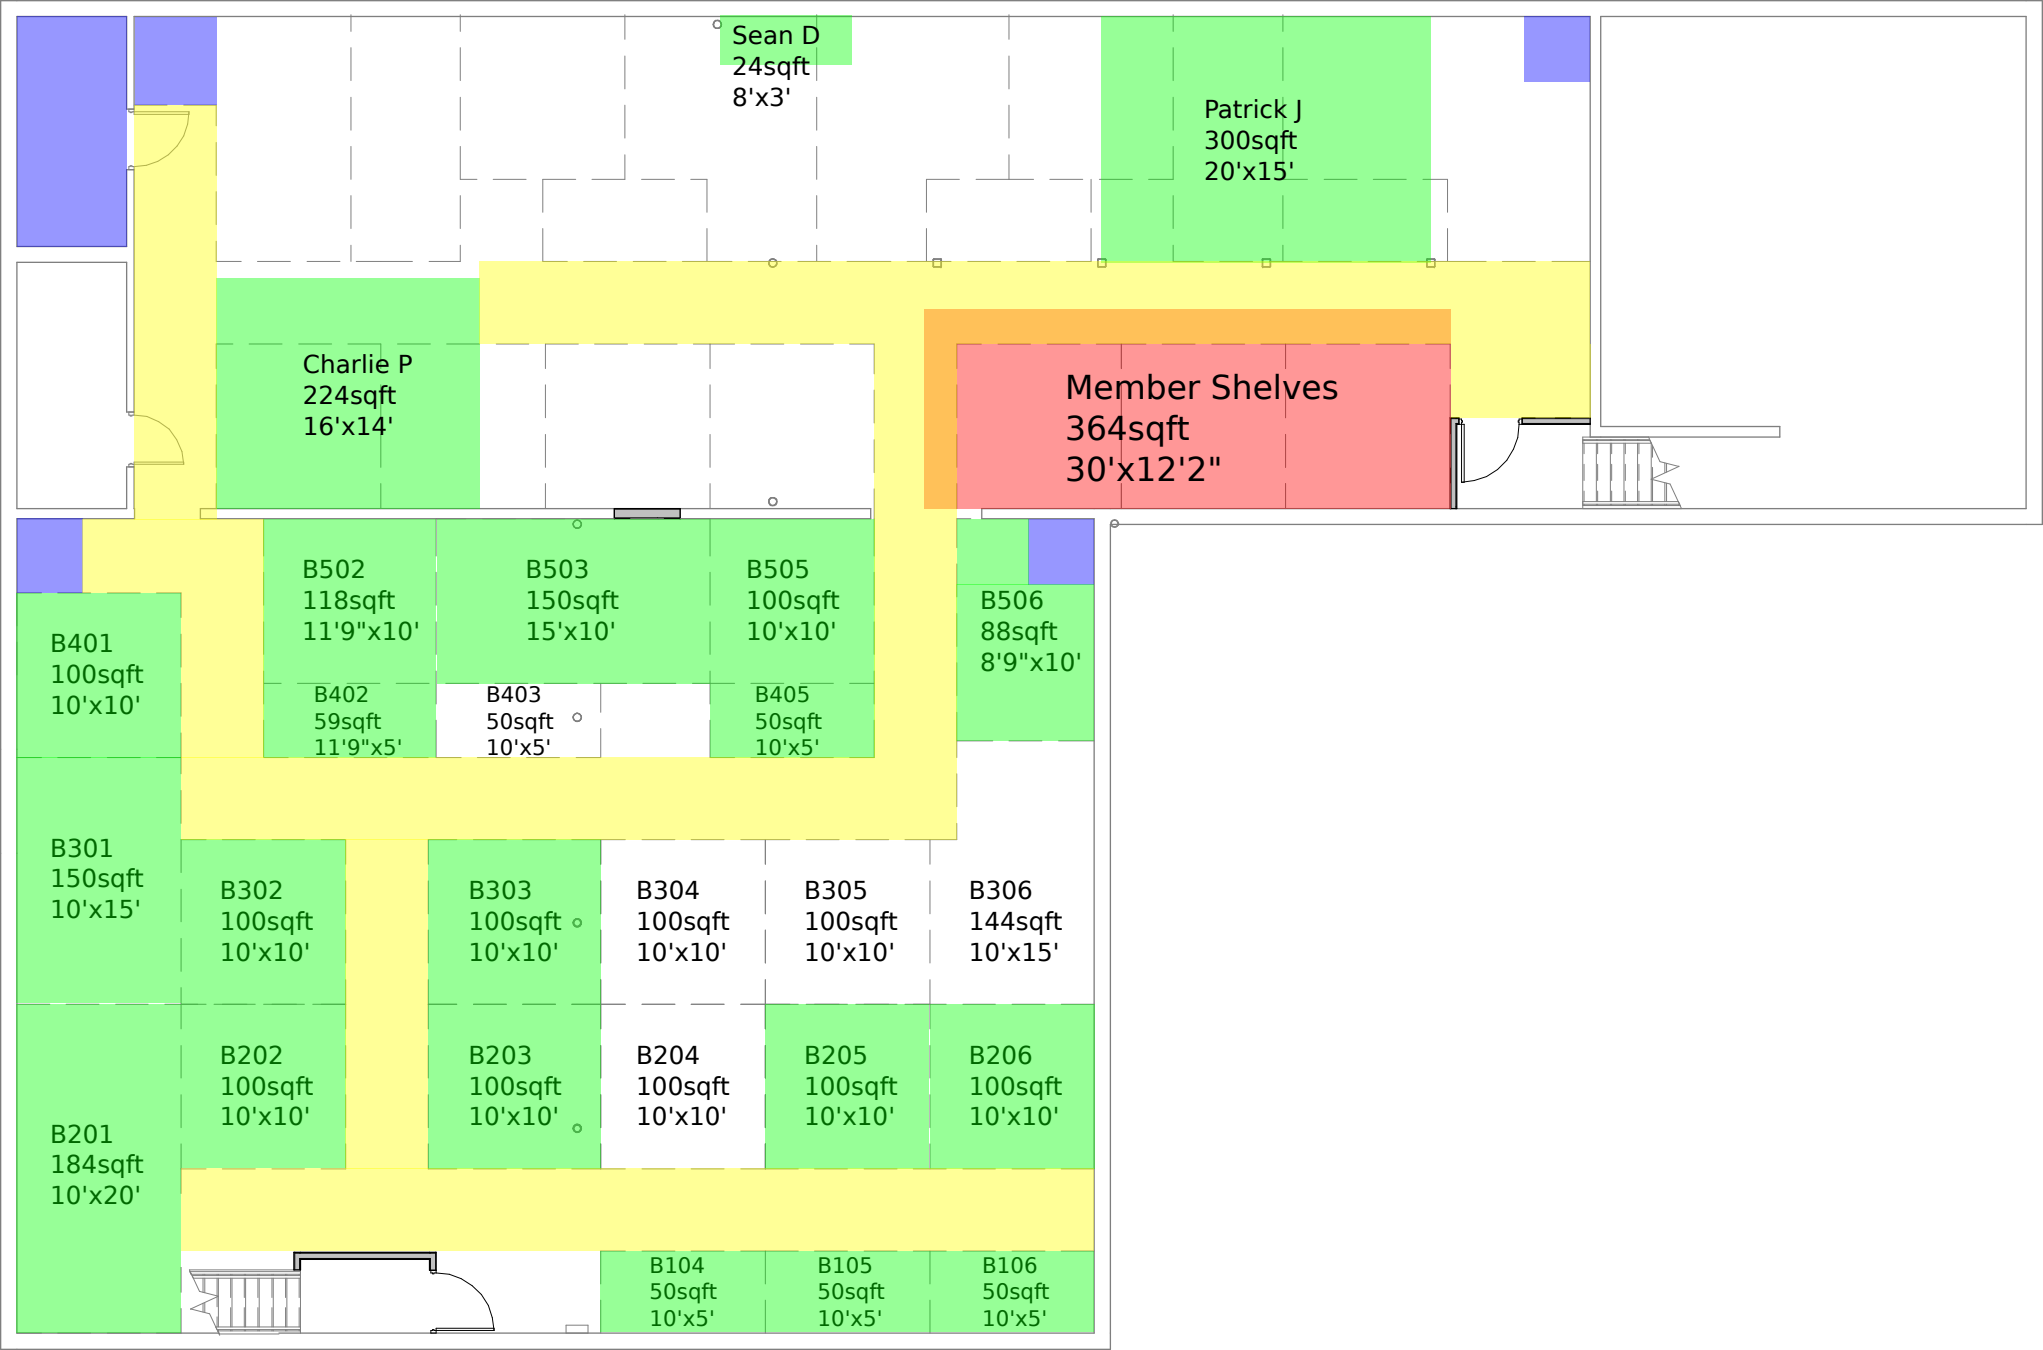 Sean D
24sqft
8'x3'
Patrick J
300sqft
20'x15'
Charlie P
224sqft
16'x14'
Member Shelves
364sqft
30'x12'2"
B502
118sqft
11'9"x10'
B503
150sqft
15'x10'
B505
100sqft
10'x10'
B506
88sqft
8'9"x10'
B401
100sqft
10'x10'
B402
59sqft
11'9"x5'
B403
50sqft
10'x5'
B405
50sqft
10'x5'
B301
150sqft
10'x15'
B302
100sqft
10'x10'
B303
100sqft
10'x10'
B304
100sqft
10'x10'
B305
100sqft
10'x10'
B306
144sqft
10'x15'
B201
184sqft
10'x20'
B202
100sqft
10'x10'
B203
100sqft
10'x10'
B204
100sqft
10'x10'
B205
100sqft
10'x10'
B206
100sqft
10'x10'
B104
50sqft
10'x5'
B105
50sqft
10'x5'
B106
50sqft
10'x5'